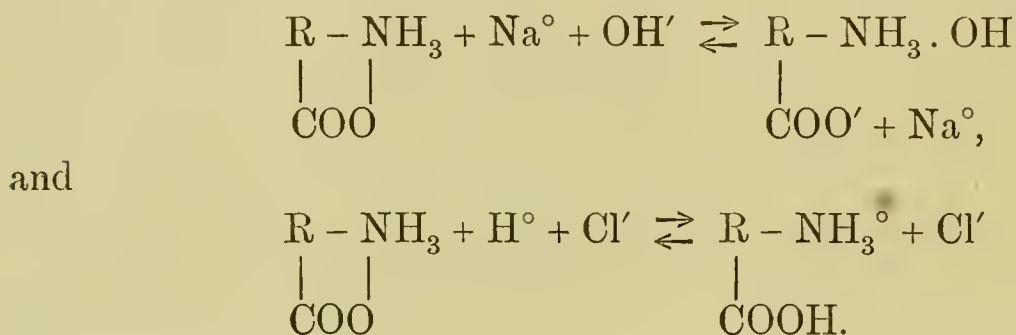 R – NH₃ + Na° + OH′ ⇄ R – NH₃ . OH
COO COO′ + Na°,
and
R – NH₃ + H° + Cl′ ⇄ R – NH₃° + Cl′
COO COOH.